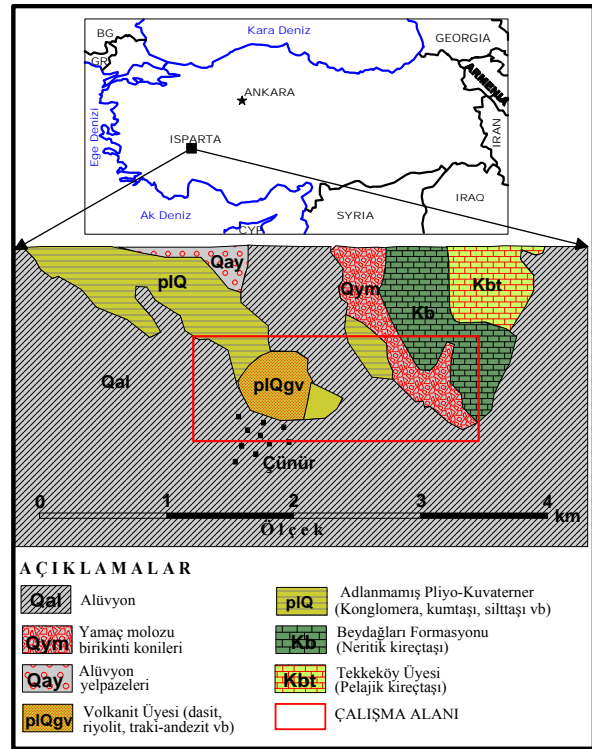 BG
Kara Deniz
GEORGIA
GR
ARMENIA
ANKARA
Ege Denizi
ISPARTA
IRAN
Ak Deniz
SYRIA
IRAQ
CYP
Qay
plQ
Qym
Kbt
Kb
Qal
plQgv
Çünür
0 1 2 3 4
km
Ölçek
AÇIKLAMALAR
Qal Alüvyon
Qym Yamaç molozu
birikinti konileri
Qay Alüvyon
yelpazeleri
plQgv Volkanit Üyesi (dasit,
riyolit, traki-andezit vb)
plQ Adlanmamış Pliyo-Kuvaterner
(Konglomera, kumtaşı, silttaşı vb)
Kb Beydağları Formasyonu
(Neritik kireçtaşı)
Kbt Tekkeköy Üyesi
(Pelajik kireçtaşı)
ÇALIŞMA ALANI